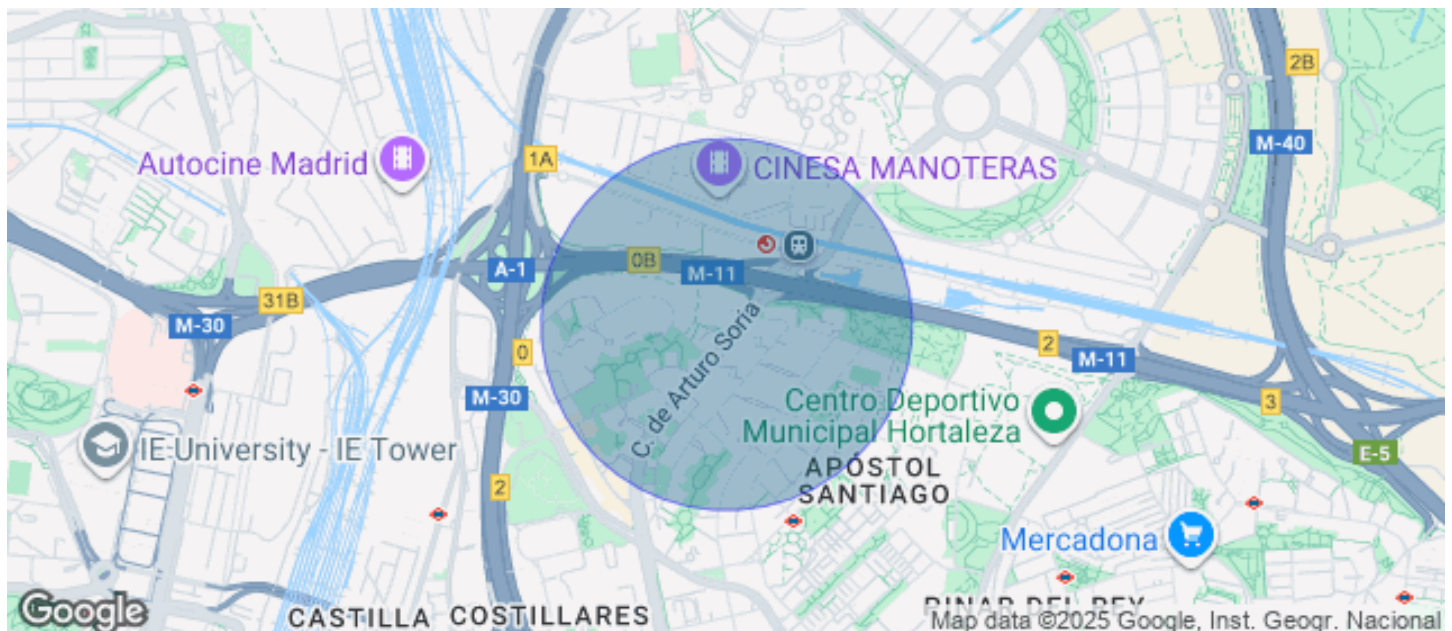 2B
M-40
1A
Autocine Madrid
CINESA MANOTERAS
0B
A-1
M-11
31B
M-30
C. de Arturo Soria
0
2
M-11
M-30
3
Centro Deportivo
Municipal Hortaleza
IE University - IE Tower
E-5
APOSTOL
SANTIAGO
2
Mercadona
Google
CASTILLA
COSTILLARES
PINAR DEL REY
Map data ©2025 Google, Inst. Geogr. Nacional